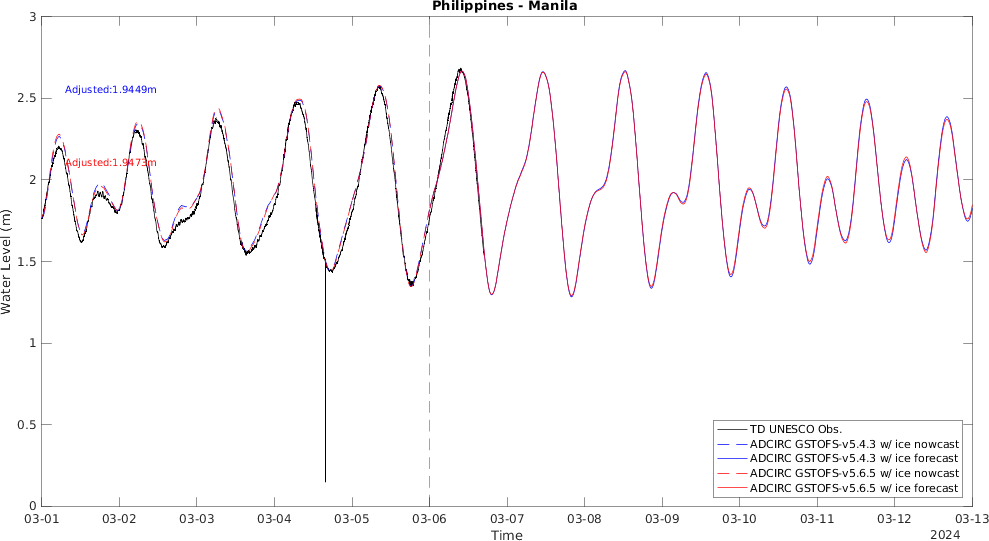 Philippines - Manila
3
2.5
2
1.5
1
0.5
0
Water Level (m)
Adjusted:1.9449m
Adjusted:1.9473m
TD UNESCO Obs.
ADCIRC GSTOFS-v5.4.3 w/ ice nowcast
ADCIRC GSTOFS-v5.4.3 w/ ice forecast
ADCIRC GSTOFS-v5.6.5 w/ ice nowcast
ADCIRC GSTOFS-v5.6.5 w/ ice forecast
03-01 03-02 03-03 03-04 03-05 03-06 03-07 03-08 03-09 03-10 03-11 03-12 03-13
Time
2024